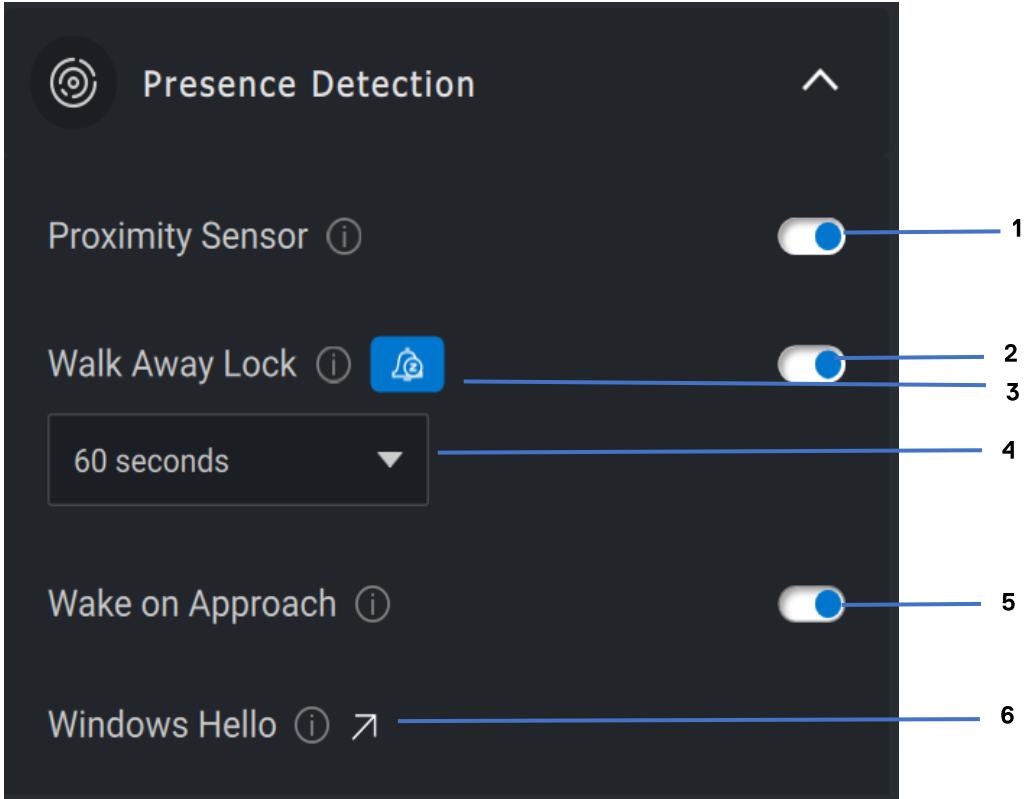 Presence Detection
Proximity Sensor
1
Walk Away Lock
2
3
60 seconds
4
Wake on Approach
5
Windows Hello
6